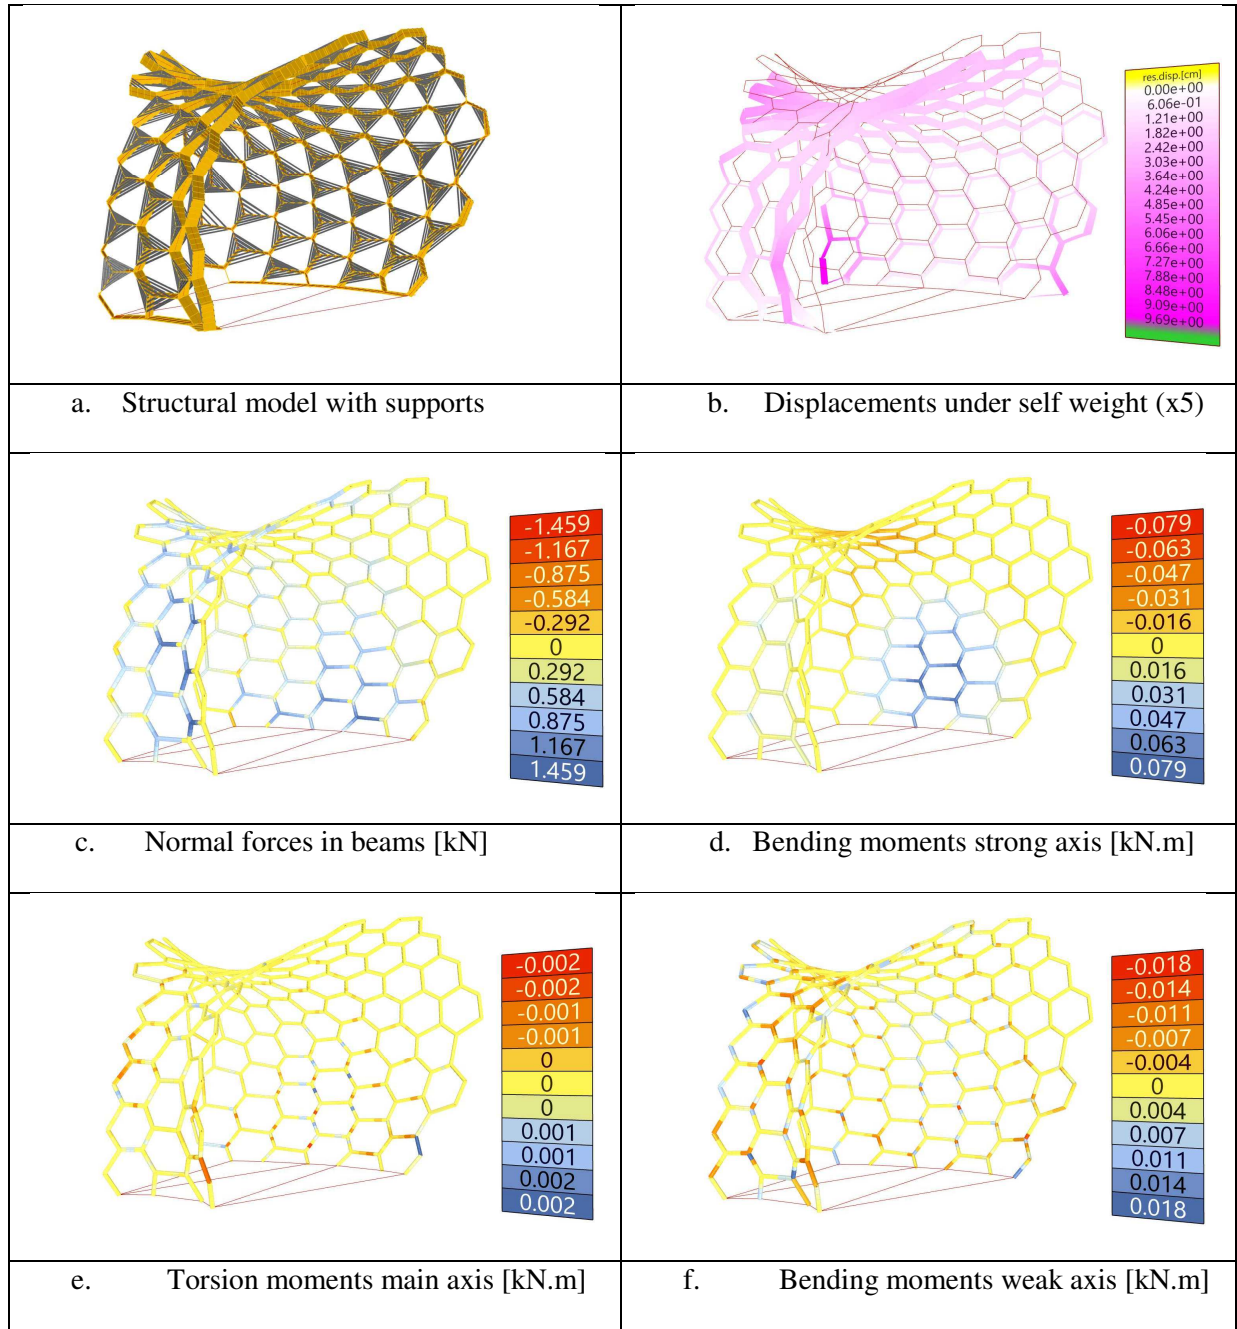 res.disp.[cm]
0.00e+00
6.06e-01
1.21e+00
1.82e+00
2.42e+00
3.03e+00
3.64e+00
4.24e+00
4.85e+00
5.45e+00
6.06e+00
6.66e+00
7.27e+00
7.88e+00
8.48e+00
9.09e+00
9.69e+00
a. Structural model with supports
b. Displacements under self weight (x5)
-1.459
-1.167
-0.875
-0.584
-0.292
0
0.292
0.584
0.875
1.167
1.459
-0.079
-0.063
-0.047
-0.031
-0.016
0
0.016
0.031
0.047
0.063
0.079
c. Normal forces in beams [kN]
d. Bending moments strong axis [kN.m]
-0.002
-0.002
-0.001
-0.001
0
0
0
0.001
0.001
0.002
0.002
-0.018
-0.014
-0.011
-0.007
-0.004
0
0.004
0.007
0.011
0.014
0.018
e. Torsion moments main axis [kN.m]
f. Bending moments weak axis [kN.m]